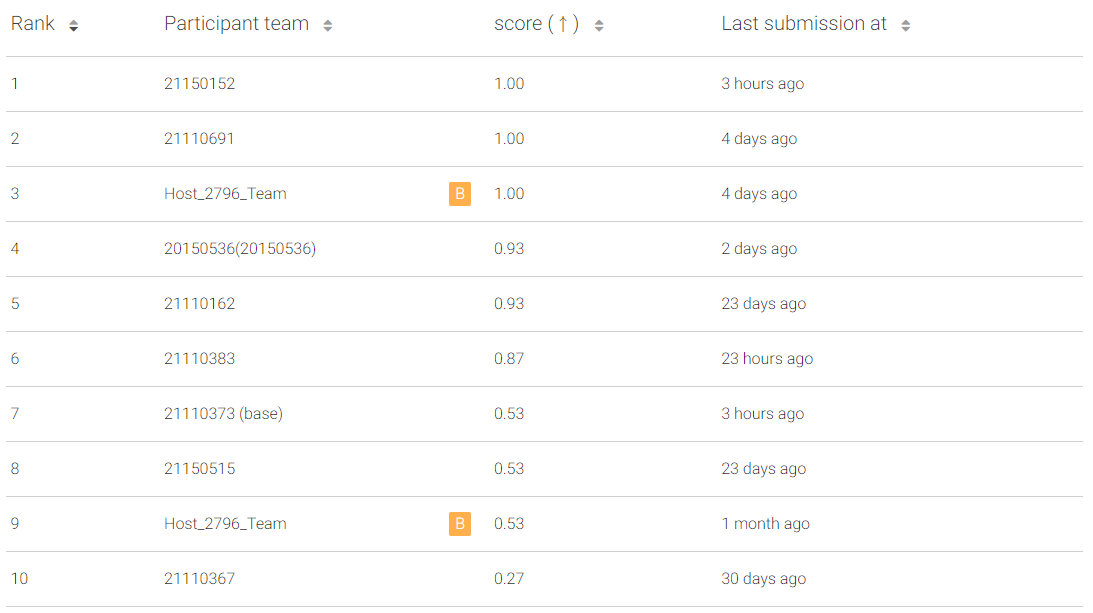 Rank Participant team score (↑) Last submission at
1 21150152 1.00 3 hours ago
2 21110691 1.00 4 days ago
3 Host_2796_Team B 1.00 4 days ago
4 20150536(20150536) 0.93 2 days ago
5 21110162 0.93 23 days ago
6 21110383 0.87 23 hours ago
7 21110373 (base) 0.53 3 hours ago
8 21150515 0.53 23 days ago
9 Host_2796_Team B 0.53 1 month ago
10 21110367 0.27 30 days ago